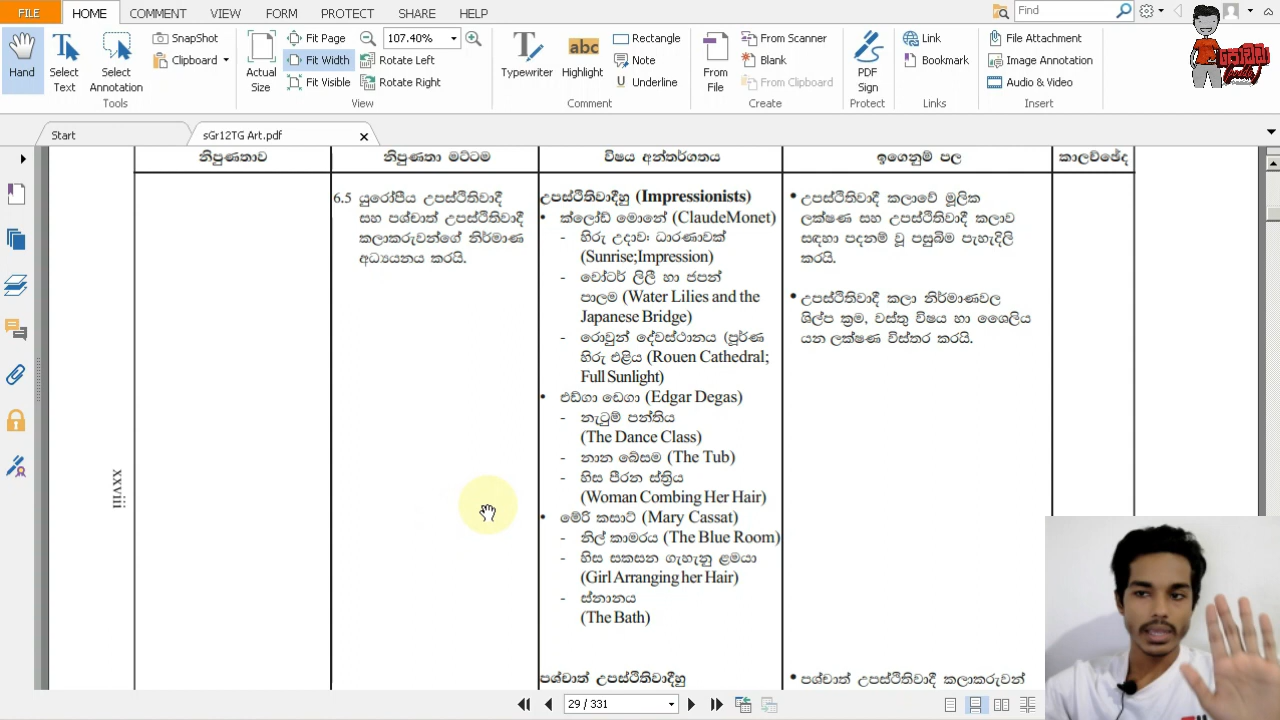 FILE HOME COMMENT VIEW FORM PROTECT SHARE HELP Find
Hand
Select Text
Select Annotation
SnapShot
Clipboard
Tools
Actual Size
Fit Page
Fit Width
Fit Visible
107.40%
Rotate Left
Rotate Right
View
Typewriter
Highlight
Rectangle
Note
Underline
Comment
From File
From Scanner
Blank
From Clipboard
Create
PDF Sign
Protect
Link
Bookmark
Links
File Attachment
Image Annotation
Audio & Video
Insert
Start
sGr12TG Art.pdf
නිපුණතාව
නිපුණතා මට්ටම
විෂය අන්තර්ගතය
ඉගෙනුම් පල
කාලච්ඡේද
6.5 යුරෝපීය උපස්ථිතිවාදී
සහ පශ්චාත් උපස්ථිතිවාදී
කලාකරුවන්ගේ නිර්මාණ
අධ්‍යයනය කරයි.
උපස්ථිතිවාදීහු (Impressionists)
• ක්ලෝඩ් මොනේ (ClaudeMonet)
- හිරු උදාවඃ ධාරණාවක්
(Sunrise;Impression)
- වෝටර් ලිලී හා ජපන්
පාලම (Water Lilies and the
Japanese Bridge)
- රොවුන් දේවස්ථානය (පූර්ණ
හිරු එළිය (Rouen Cathedral;
Full Sunlight)
• එඩ්ගා ඩෙගා (Edgar Degas)
- නැටුම් පන්තිය
(The Dance Class)
- නාන බේසම (The Tub)
- හිස පීරන ස්ත්‍රිය
(Woman Combing Her Hair)
• මේරි කසාට් (Mary Cassat)
- නිල් කාමරය (The Blue Room)
- හිස සකසන ගැහැනු ළමයා
(Girl Arranging her Hair)
- ස්නානය
(The Bath)
පශ්චාත් උපස්ථිතිවාදීහු
• උපස්ථිතිවාදී කලාවේ මූලික
ලක්ෂණ සහ උපස්ථිතිවාදී කලාව
සඳහා පදනම් වූ පසුබිම පැහැදිලි
කරයි.
• උපස්ථිතිවාදී කලා නිර්මාණවල
ශිල්ප ක්‍රම, වස්තු විෂය හා ශෛලිය
යන ලක්ෂණ විස්තර කරයි.
• පශ්චාත් උපස්ථිතිවාදී කලාකරුවන්
xxviii
29 / 331